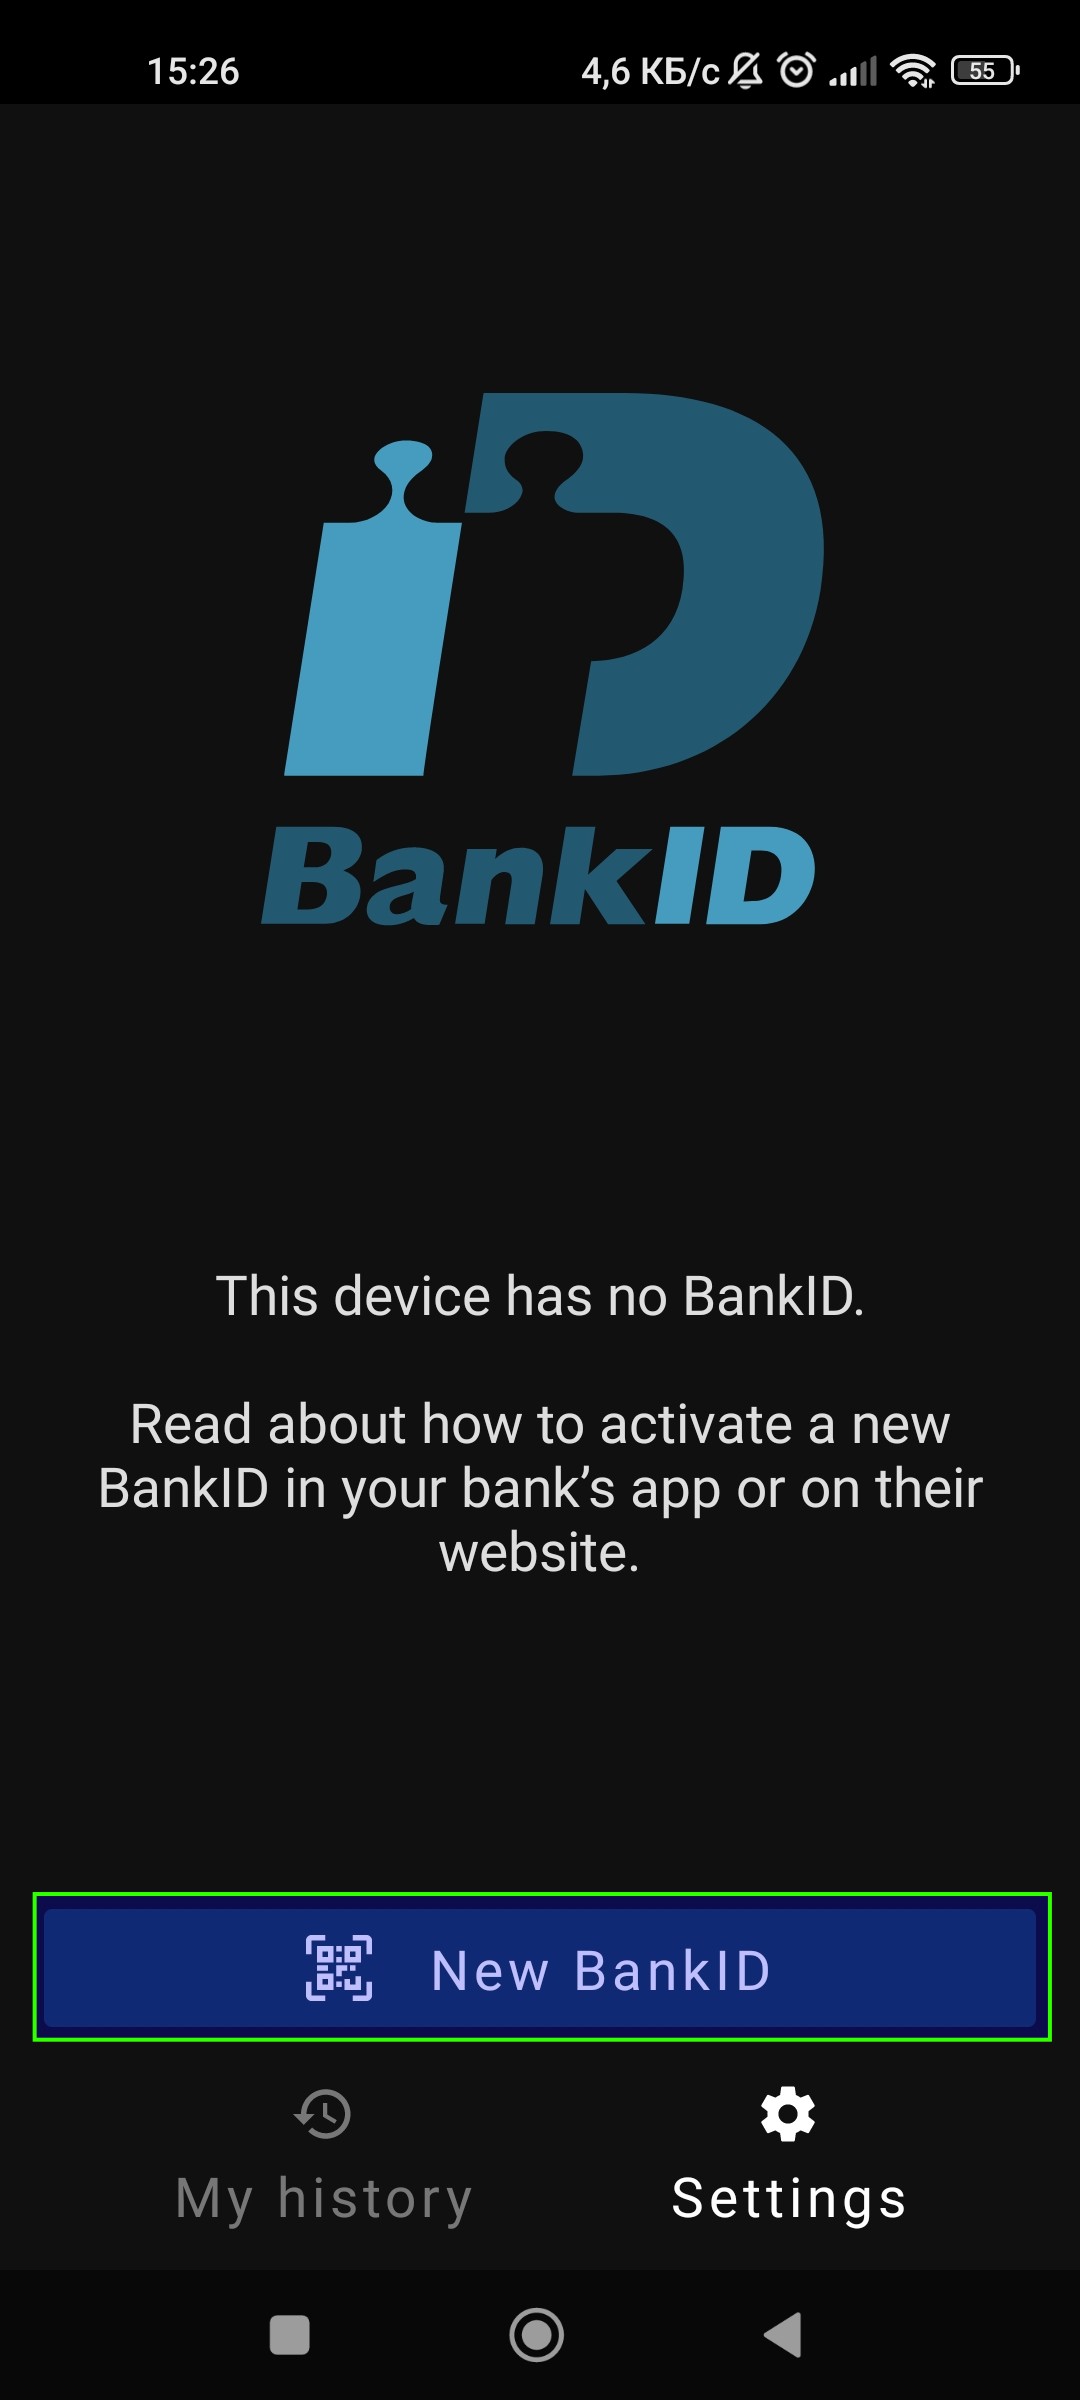 15:26
4,6 КБ/с
55
BankID
This device has no BankID.
Read about how to activate a new
BankID in your bank’s app or on their
website.
New BankID
My history
Settings